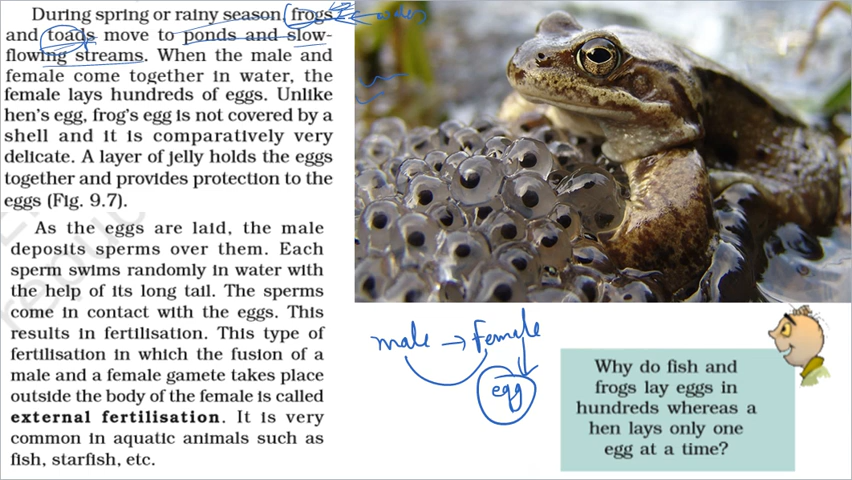 During spring or rainy season frogs
and toads move to ponds and slow-
flowing streams. When the male and
female come together in water, the
female lays hundreds of eggs. Unlike
hen's egg, frog's egg is not covered by a
shell and it is comparatively very
delicate. A layer of jelly holds the eggs
together and provides protection to the
eggs (Fig. 9.7).
As the eggs are laid, the male
deposits sperms over them. Each
sperm swims randomly in water with
the help of its long tail. The sperms
come in contact with the eggs. This
results in fertilisation. This type of
fertilisation in which the fusion of a
male and a female gamete takes place
outside the body of the female is called
external fertilisation. It is very
common in aquatic animals such as
fish, starfish, etc.
male → Female
egg
Why do fish and
frogs lay eggs in
hundreds whereas a
hen lays only one
egg at a time?